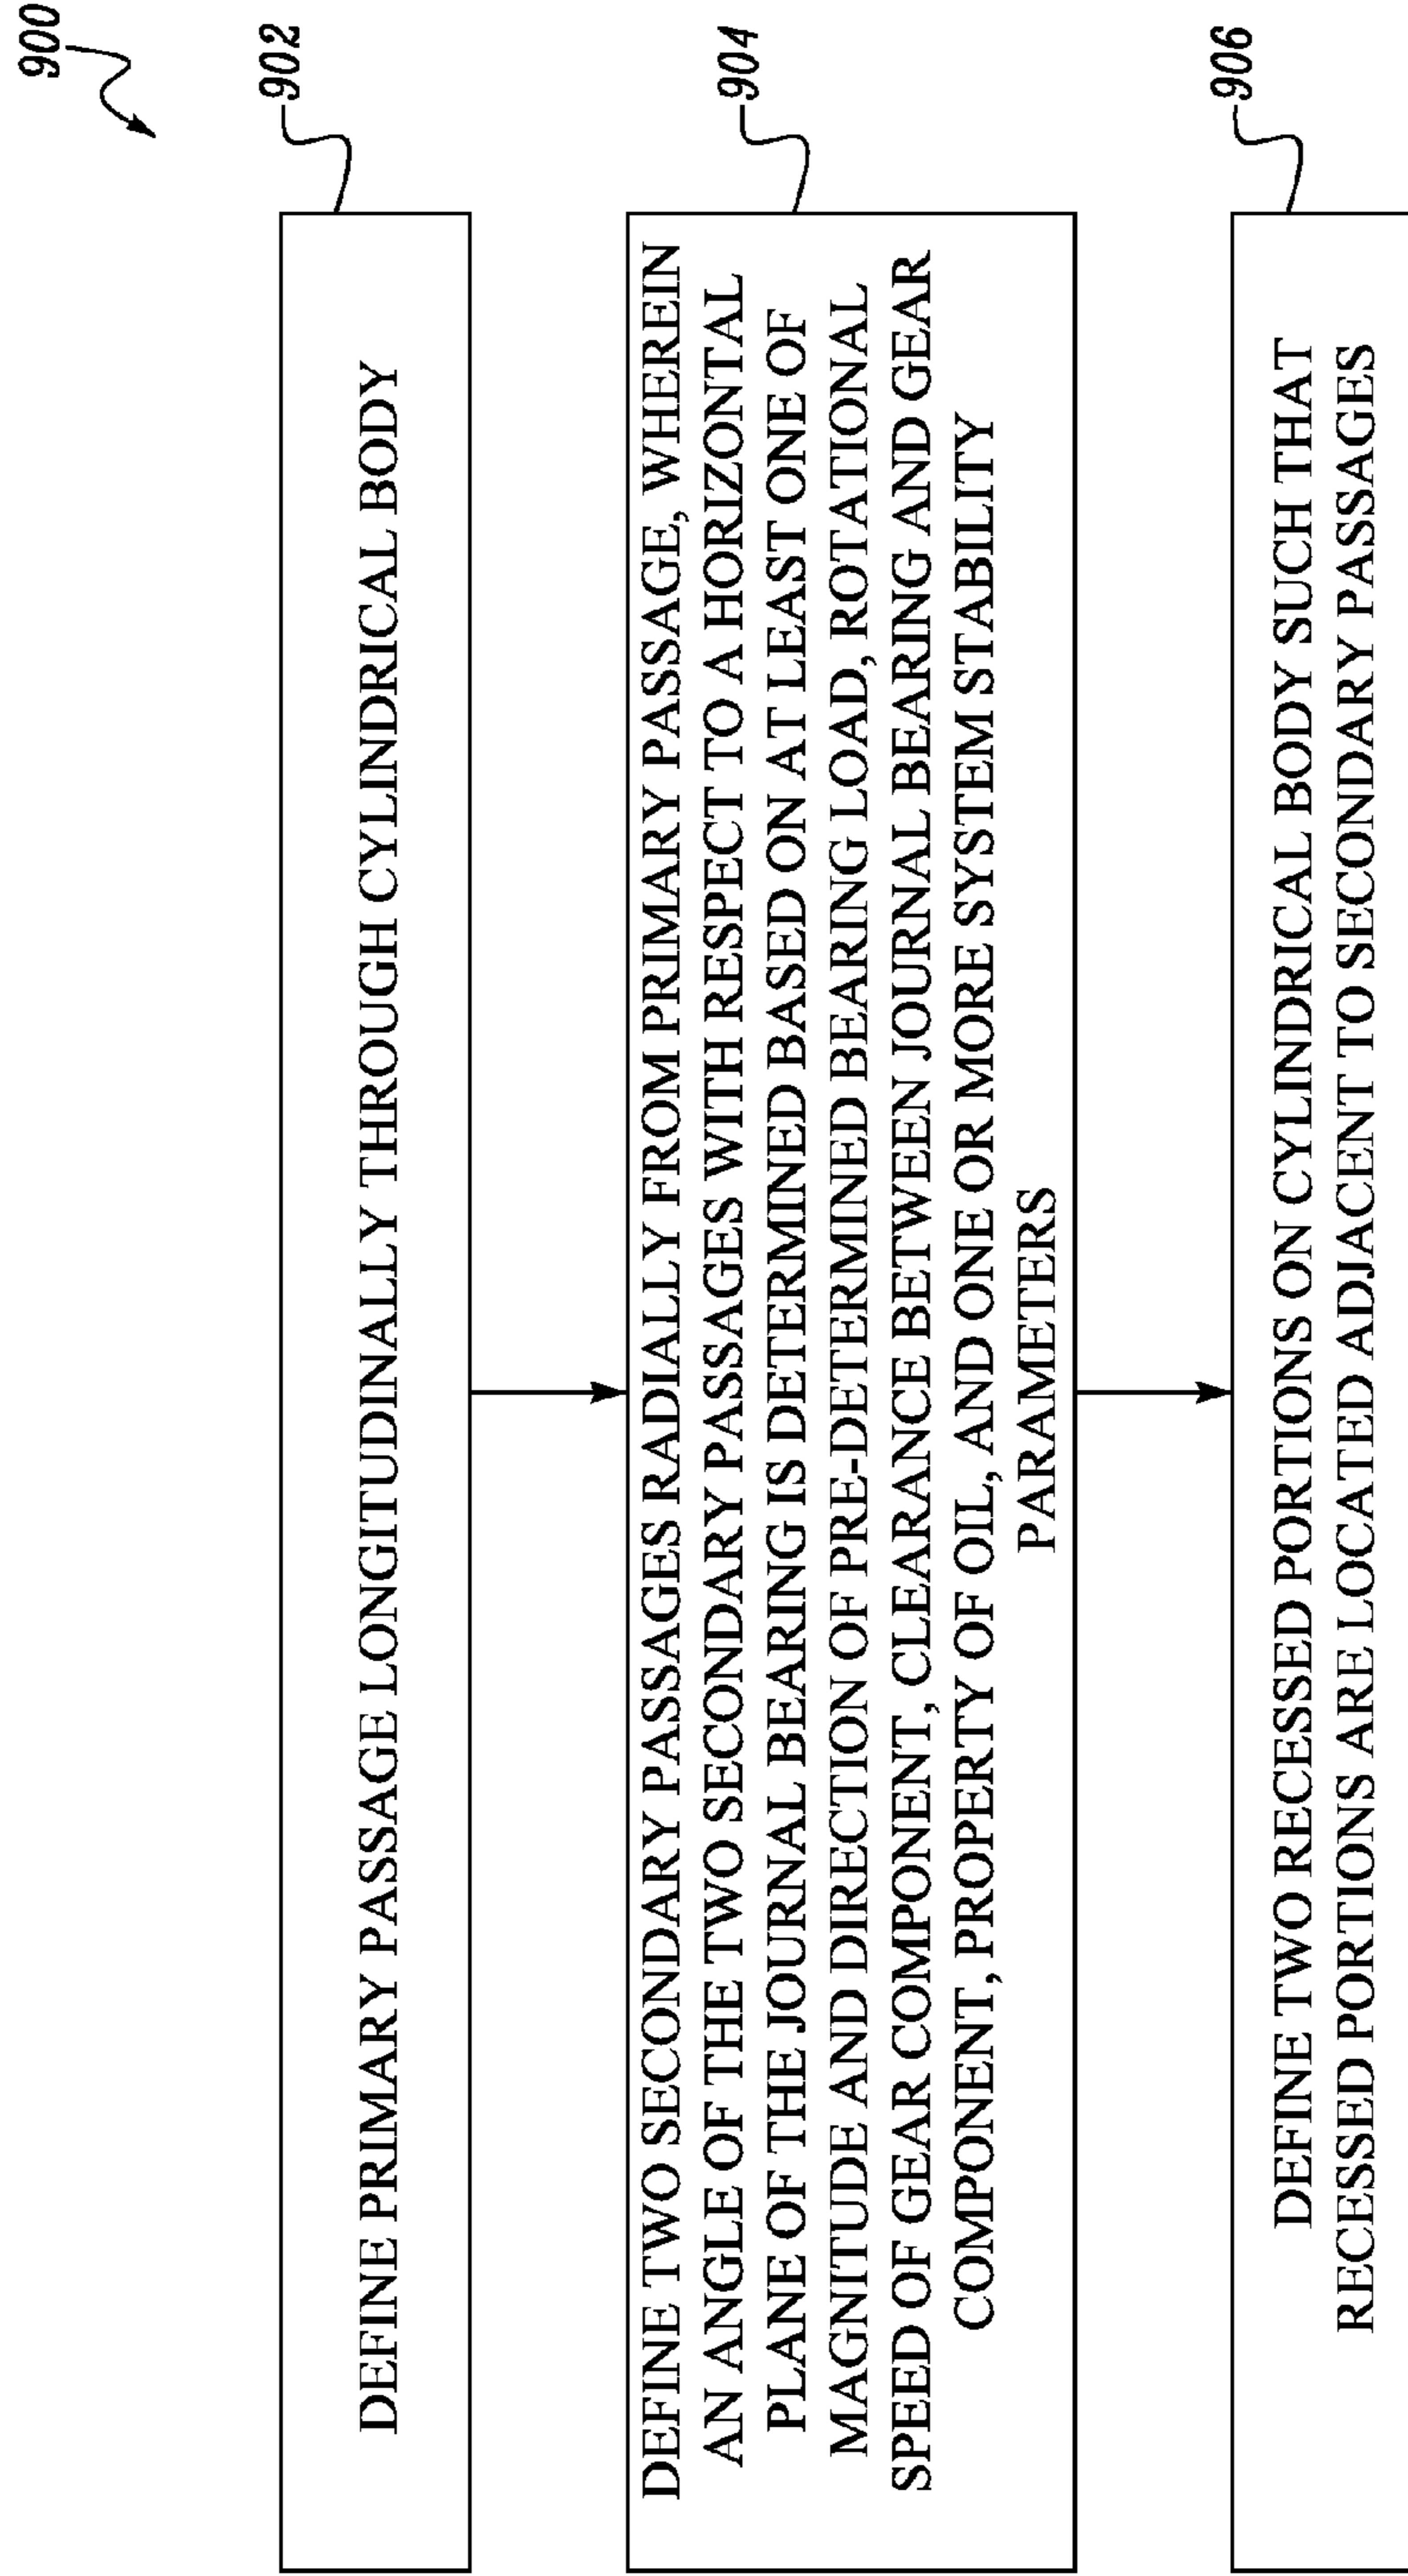 900
902
DEFINE PRIMARY PASSAGE LONGITUDINALLY THROUGH CYLINDRICAL BODY
904
DEFINE TWO SECONDARY PASSAGES RADIALLY FROM PRIMARY PASSAGE, WHEREIN
AN ANGLE OF THE TWO SECONDARY PASSAGES WITH RESPECT TO A HORIZONTAL
PLANE OF THE JOURNAL BEARING IS DETERMINED BASED ON AT LEAST ONE OF
MAGNITUDE AND DIRECTION OF PRE-DETERMINED BEARING LOAD, ROTATIONAL
SPEED OF GEAR COMPONENT, CLEARANCE BETWEEN JOURNAL BEARING AND GEAR
COMPONENT, PROPERTY OF OIL, AND ONE OR MORE SYSTEM STABILITY
PARAMETERS
906
DEFINE TWO RECESSED PORTIONS ON CYLINDRICAL BODY SUCH THAT
RECESSED PORTIONS ARE LOCATED ADJACENT TO SECONDARY PASSAGES